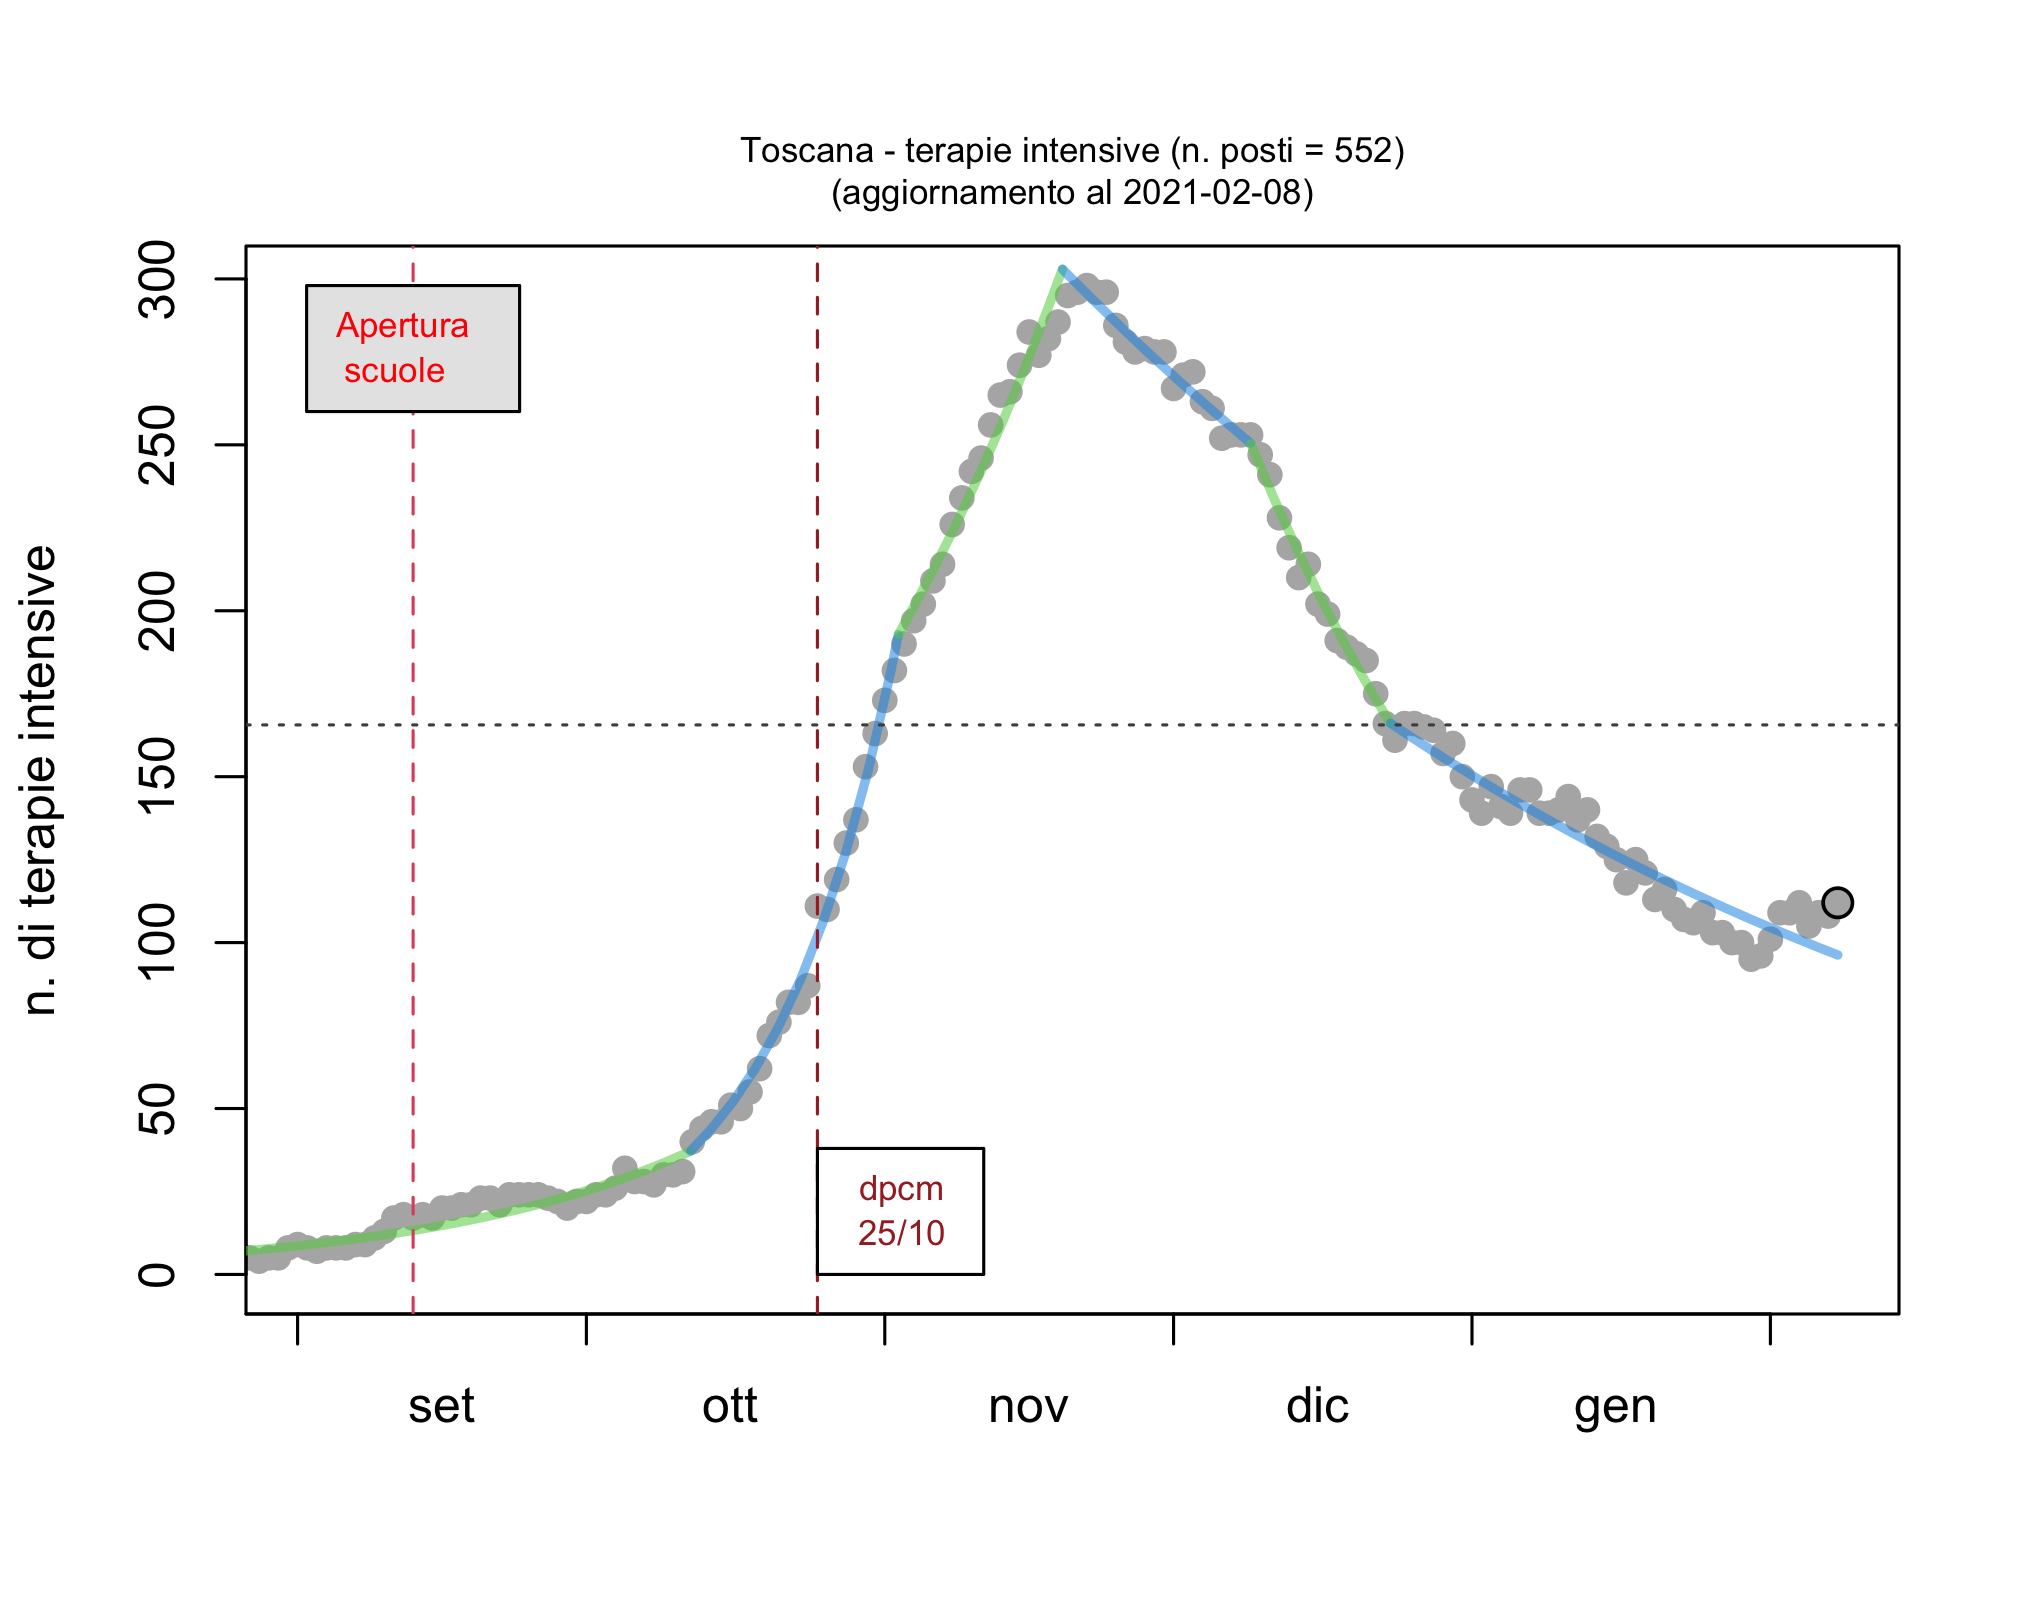 Toscana - terapie intensive (n. posti = 552)
(aggiornamento al 2021-02-08)
n. di terapie intensive
300
250
200
150
100
50
0
Apertura
scuole
dpcm
25/10
set
ott
nov
dic
gen